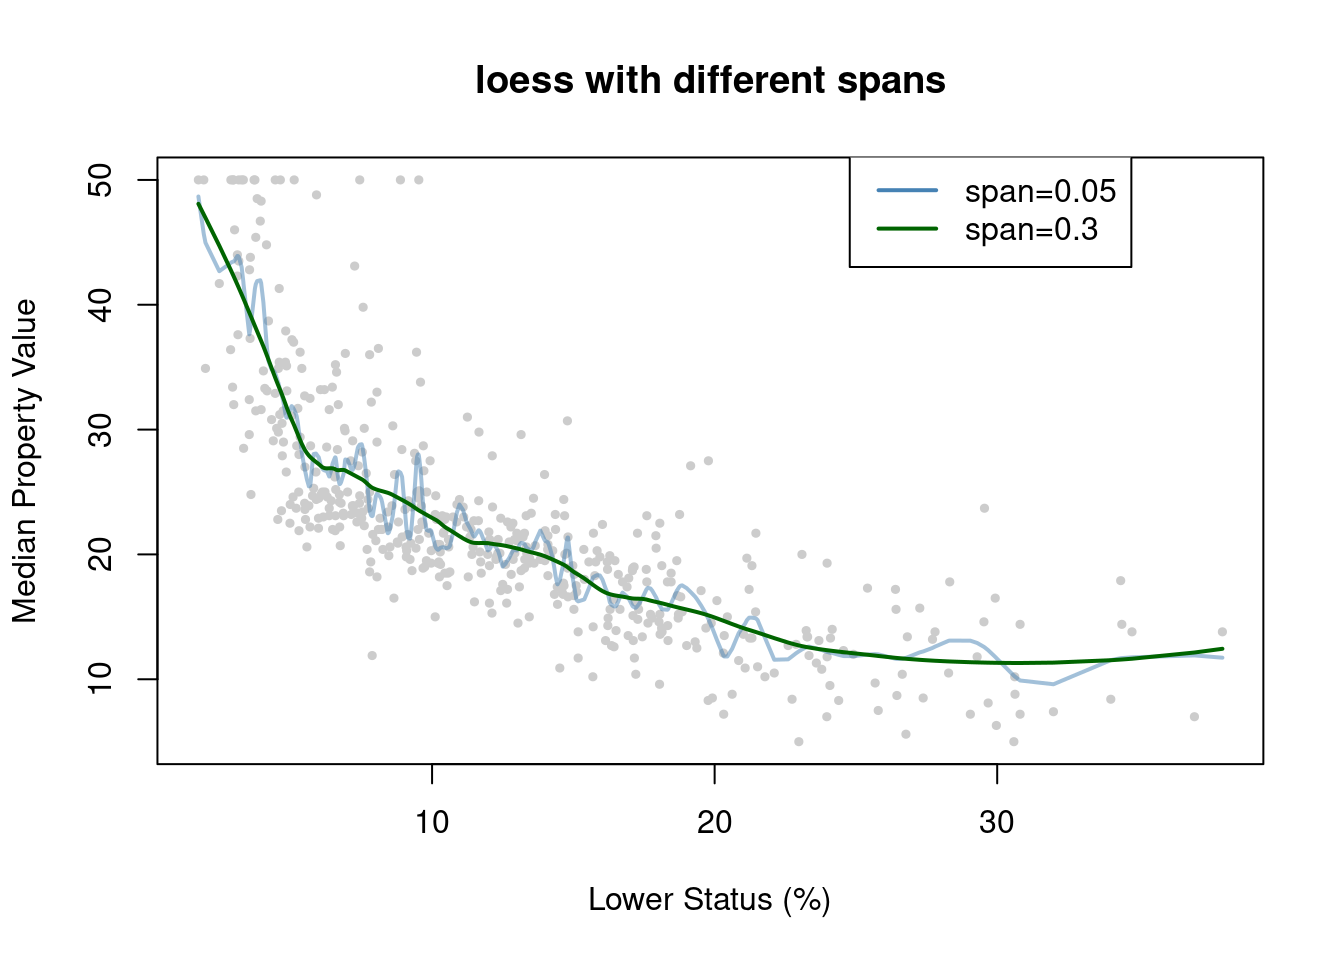 loess with different spans
span=0.05
span=0.3
50
40
30
20
10
Median Property Value
10 20 30
Lower Status (%)